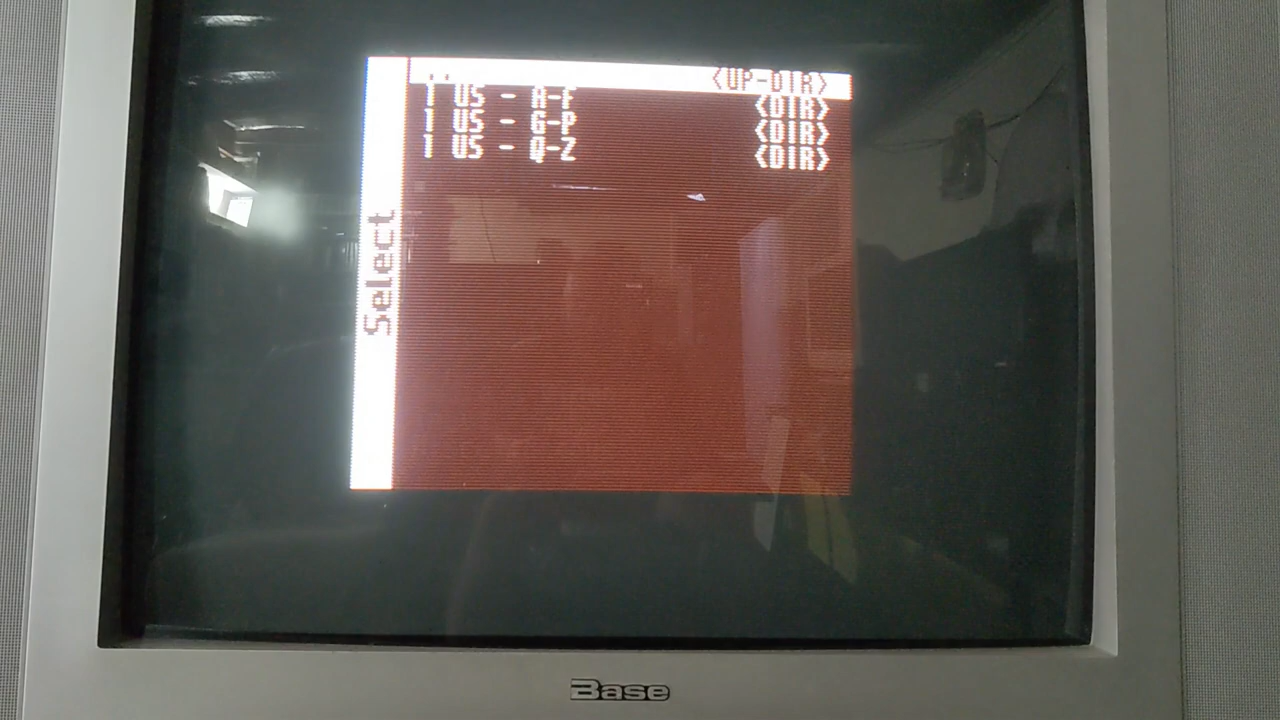 Select
.. <UP-DIR>
1 US - A-F <DIR>
1 US - G-P <DIR>
1 US - Q-Z <DIR>
Base